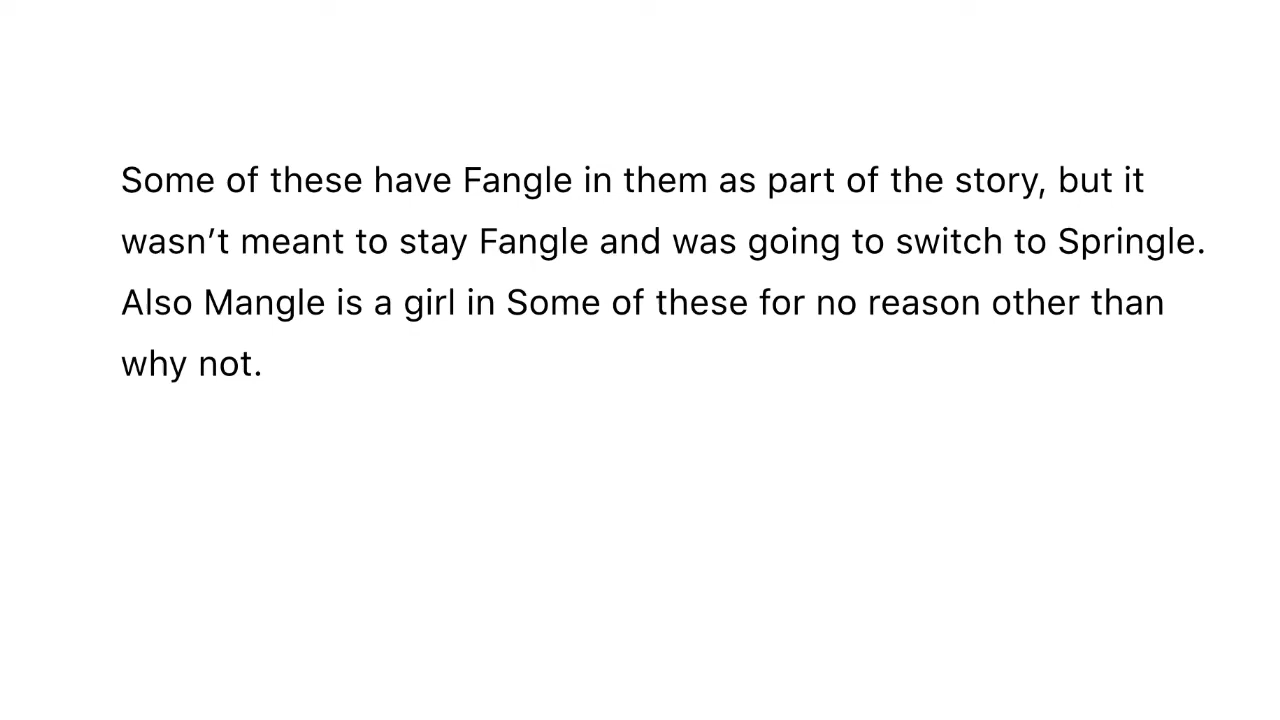 Some of these have Fangle in them as part of the story, but it
wasn’t meant to stay Fangle and was going to switch to Springle.
Also Mangle is a girl in Some of these for no reason other than
why not.